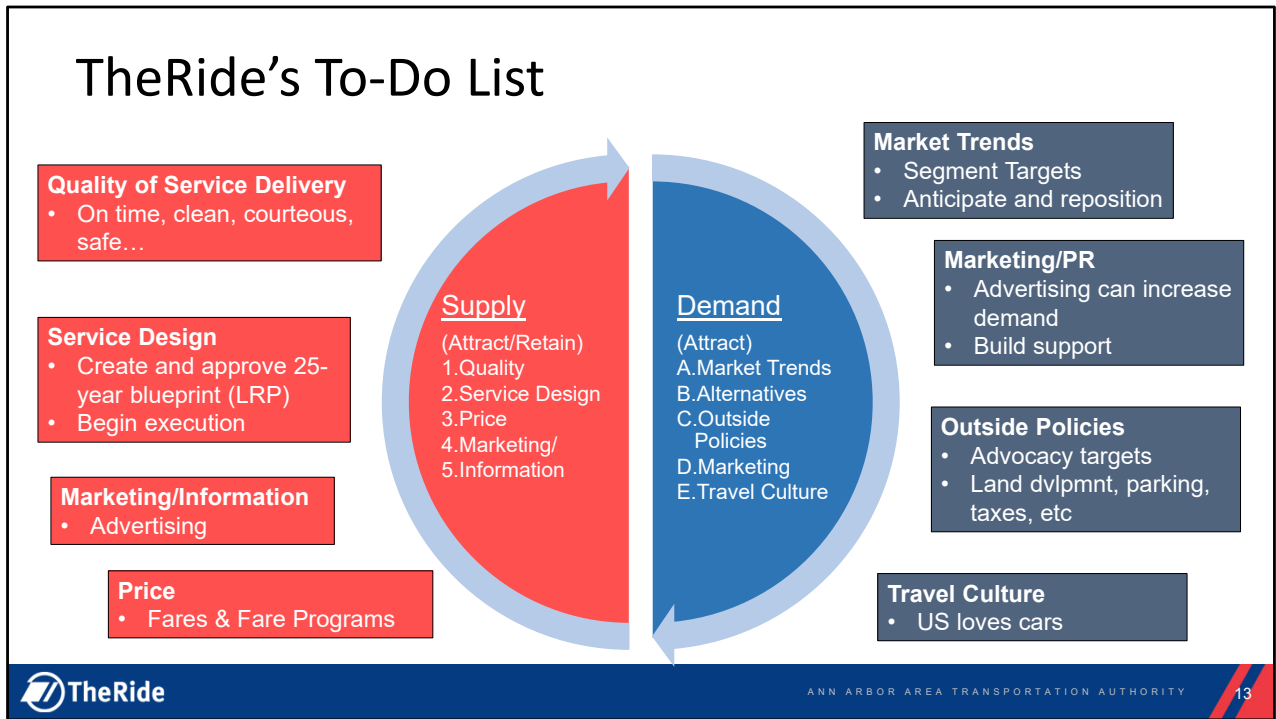 TheRide’s To-Do List
Quality of Service Delivery
• On time, clean, courteous,
safe…
Service Design
• Create and approve 25-
year blueprint (LRP)
• Begin execution
Marketing/Information
• Advertising
Price
• Fares & Fare Programs
Supply
(Attract/Retain)
1.Quality
2.Service Design
3.Price
4.Marketing/
5.Information
Demand
(Attract)
A.Market Trends
B.Alternatives
C.Outside
Policies
D.Marketing
E.Travel Culture
Market Trends
• Segment Targets
• Anticipate and reposition
Marketing/PR
• Advertising can increase
demand
• Build support
Outside Policies
• Advocacy targets
• Land dvlpmnt, parking,
taxes, etc
Travel Culture
• US loves cars
TheRide
ANN ARBOR AREA TRANSPORTATION AUTHORITY
13